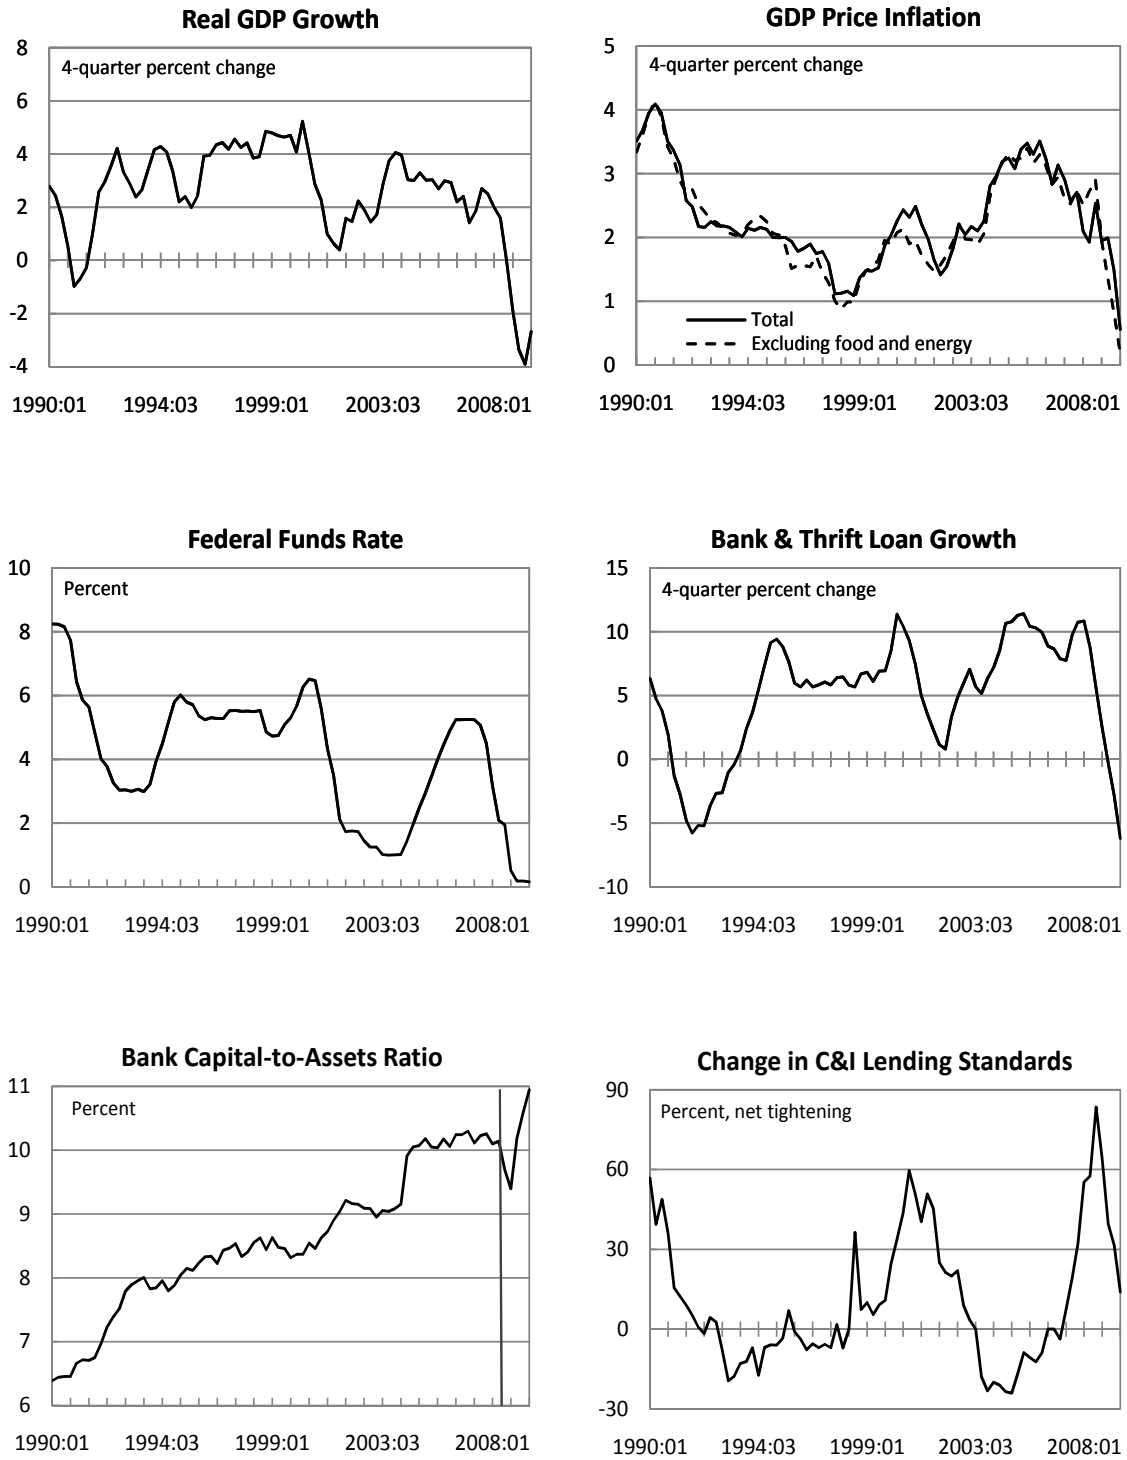 Real GDP Growth
8
4-quarter percent change
6
4
2
0
-2
-4
1990:01 1994:03 1999:01 2003:03 2008:01
GDP Price Inflation
5
4-quarter percent change
4
3
2
1
Total
Excluding food and energy
0
1990:01 1994:03 1999:01 2003:03 2008:01
Federal Funds Rate
10
Percent
8
6
4
2
0
1990:01 1994:03 1999:01 2003:03 2008:01
Bank & Thrift Loan Growth
15
4-quarter percent change
10
5
0
-5
-10
1990:01 1994:03 1999:01 2003:03 2008:01
Bank Capital-to-Assets Ratio
11
Percent
10
9
8
7
6
1990:01 1994:03 1999:01 2003:03 2008:01
Change in C&I Lending Standards
90
Percent, net tightening
60
30
0
-30
1990:01 1994:03 1999:01 2003:03 2008:01